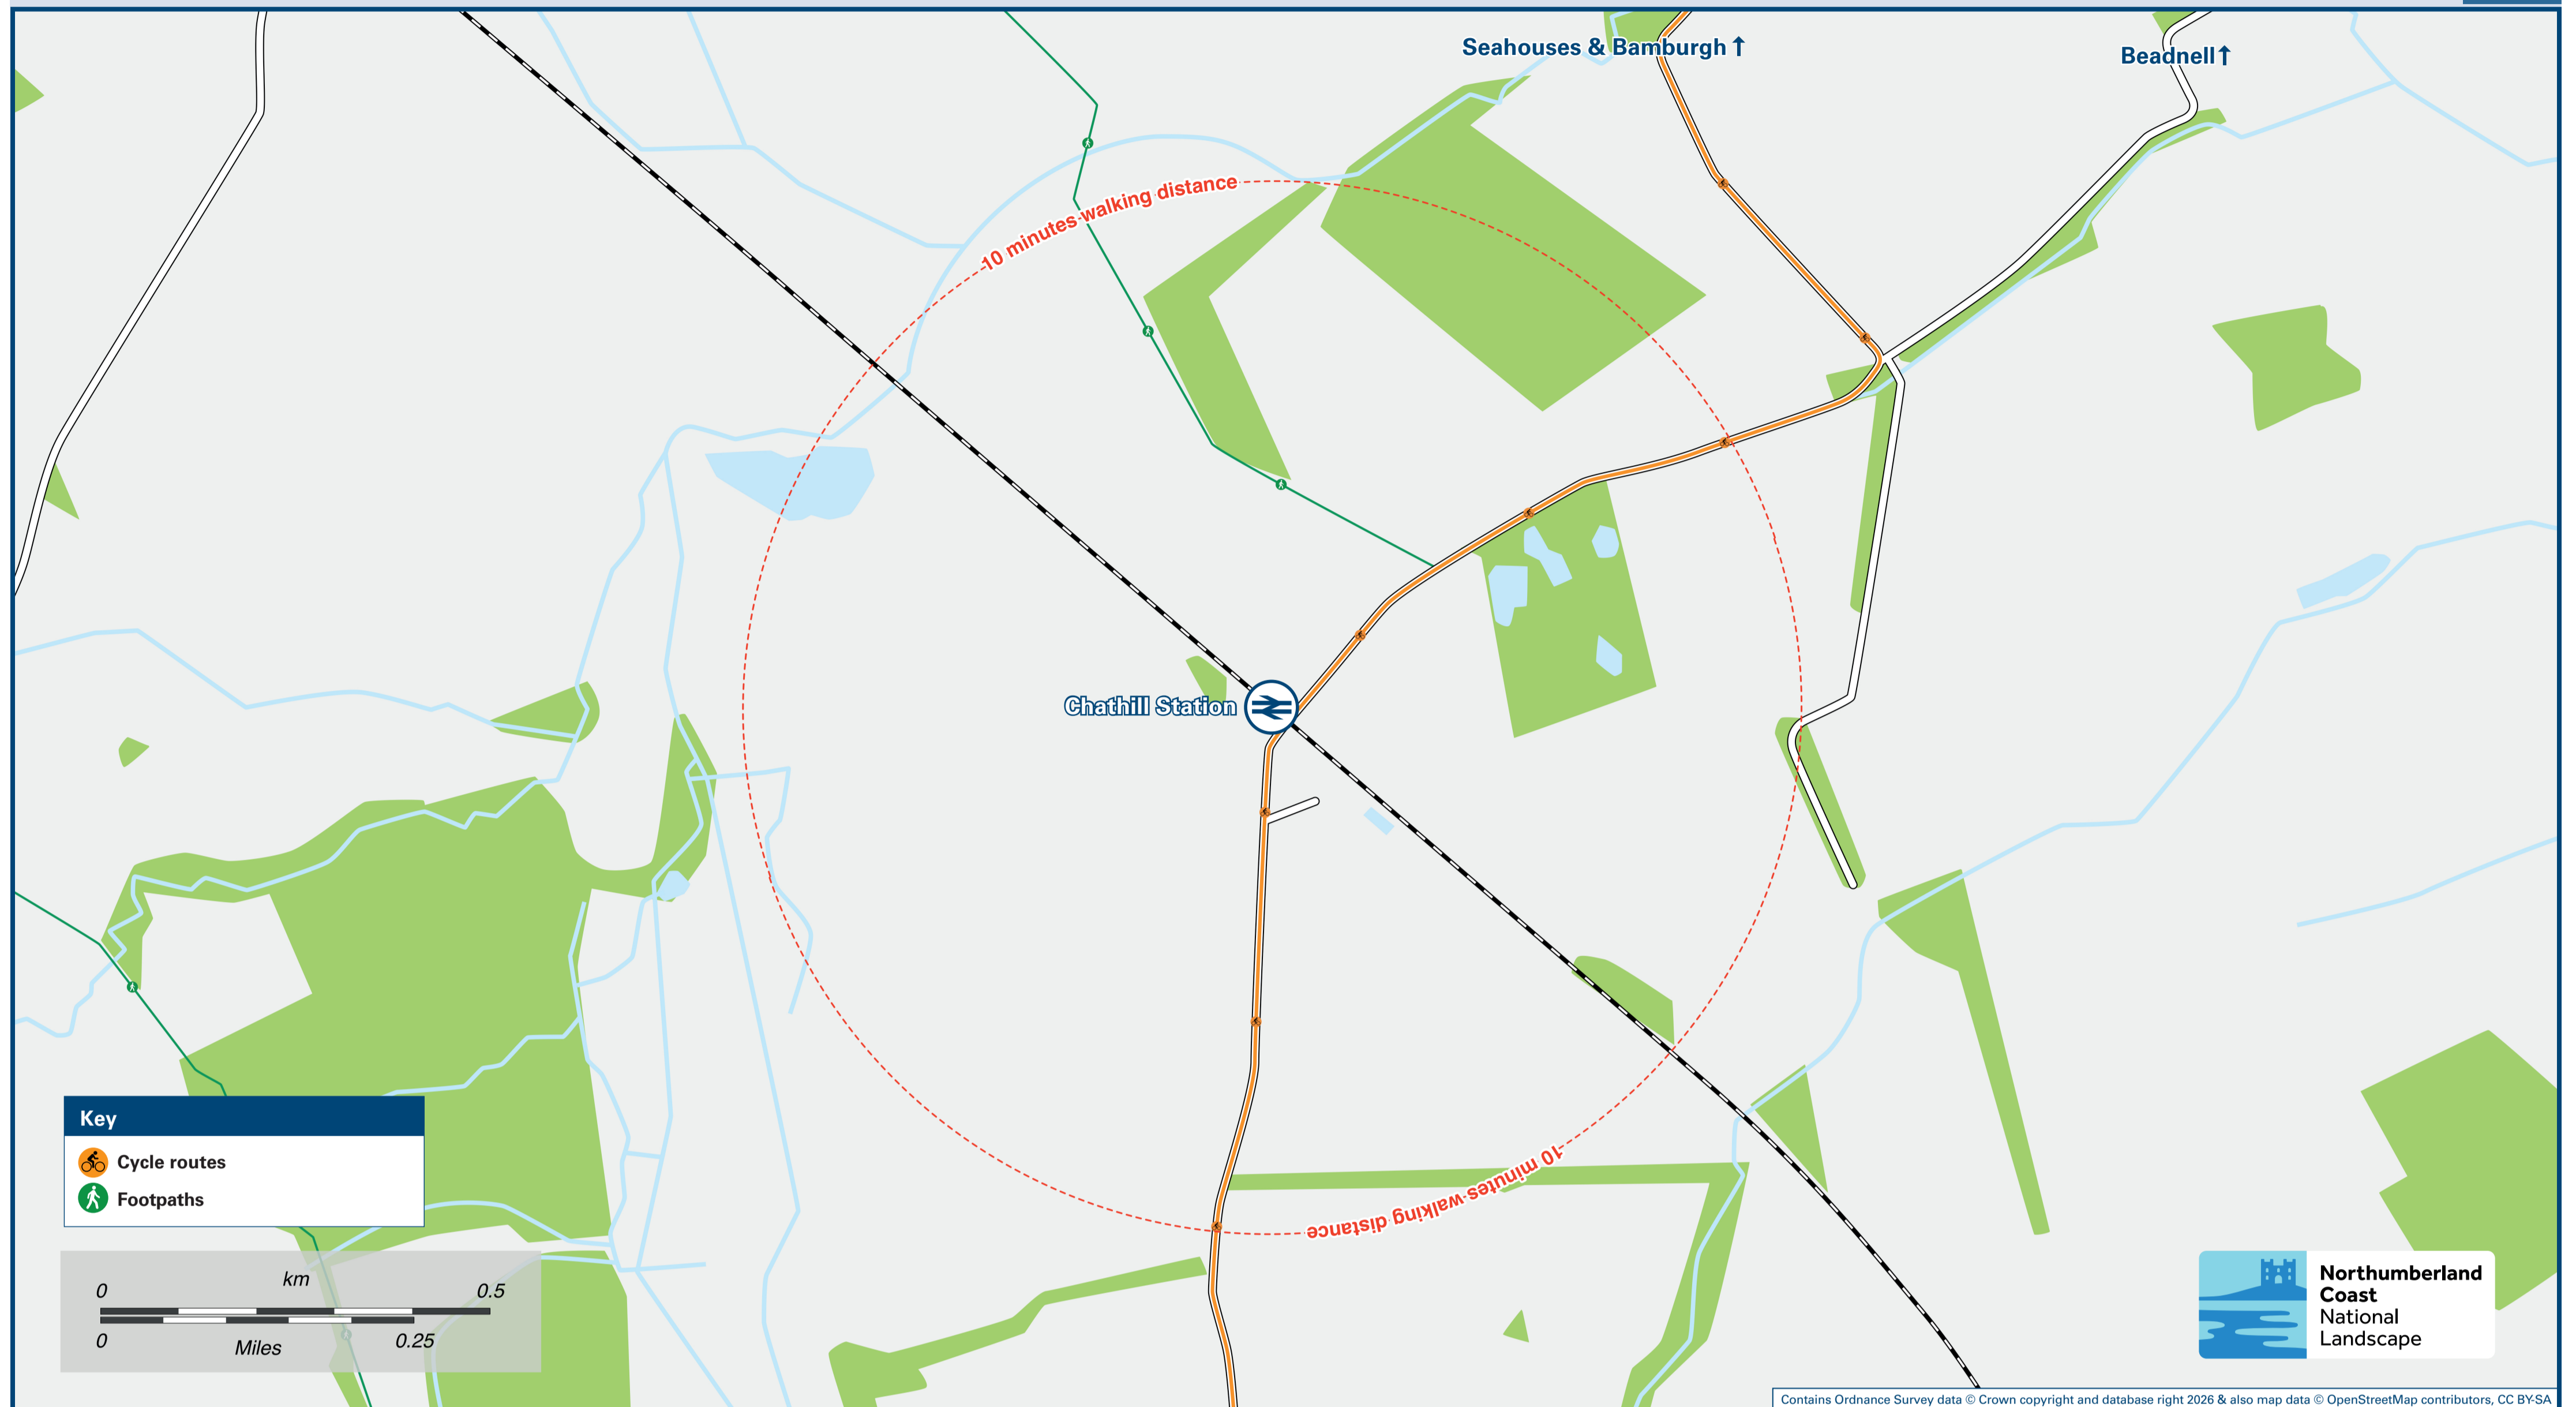 Seahouses & Bamburgh ↑
Beadnell ↑
10 minutes walking distance
Chathill Station
10 minutes walking distance
Key
Cycle routes
Footpaths
km
0 0.5
0 0.25
Miles
Northumberland
Coast
National
Landscape
Contains Ordnance Survey data © Crown copyright and database right 2026 & also map data © OpenStreetMap contributors, CC BY-SA